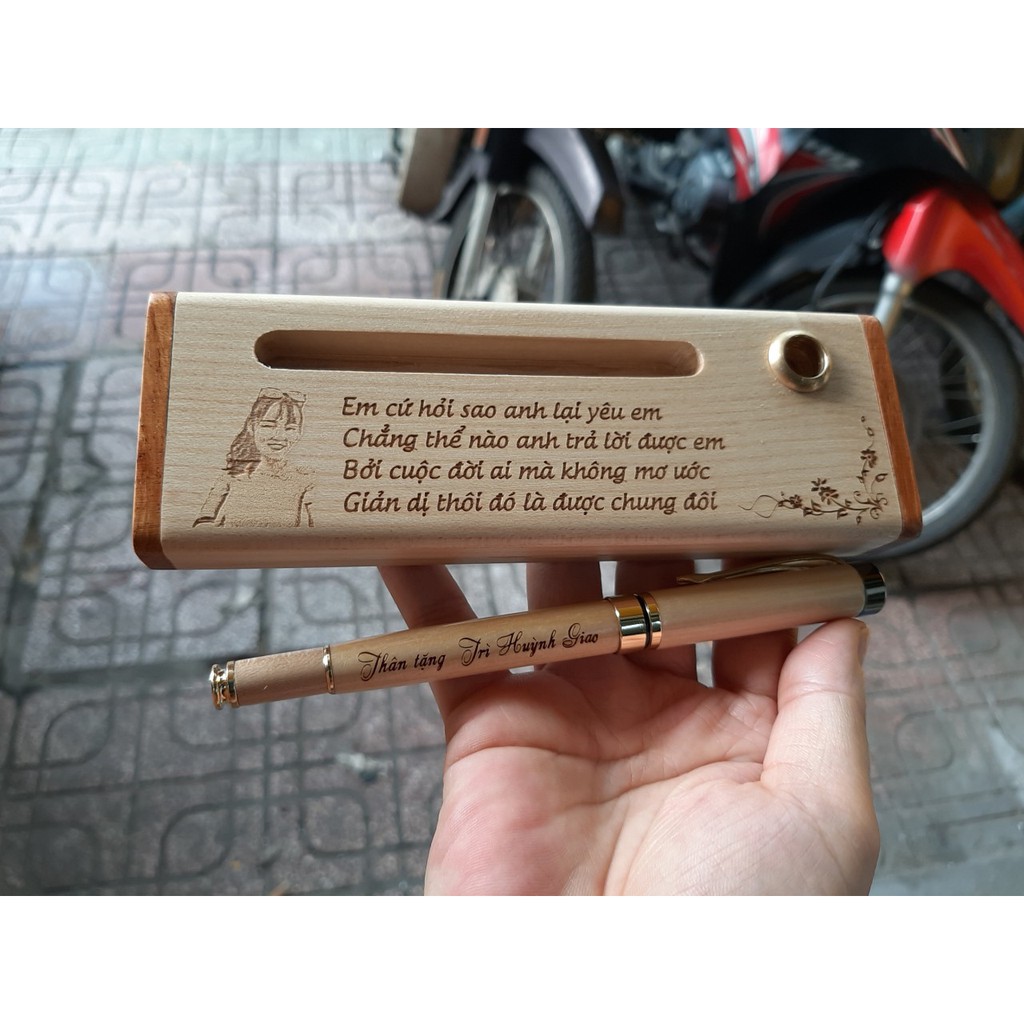 Em cứ hỏi sao anh lại yêu em
Chẳng thể nào anh trả lời được em
Bởi cuộc đời ai mà không mơ ước
Giản dị thôi đó là được chung đôi
Thân tặng Trì Huỳnh Giao